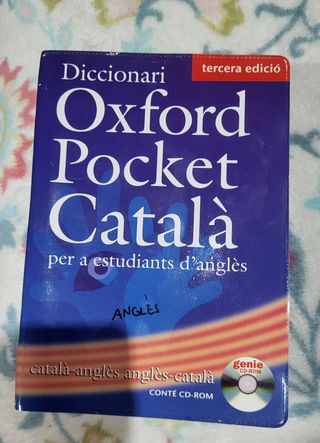 Diccionari
tercera edició
Oxford
Pocket
Català
per a estudiants d'anglès
ANGLÈS
català-anglès anglès-català
genie
CD-ROM
CONTÉ CD-ROM